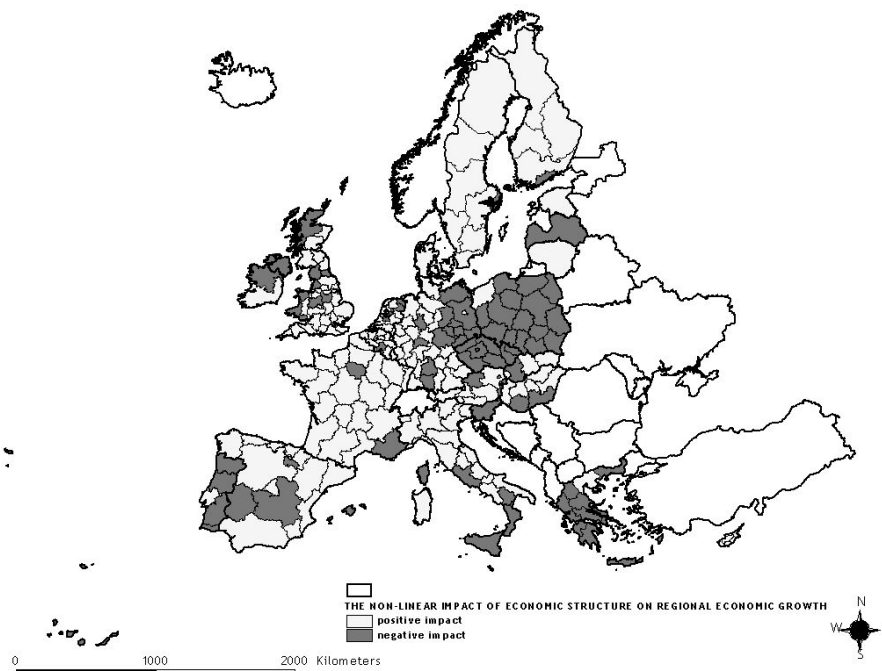 THE NON-LINEAR IMPACT OF ECONOMIC STRUCTURE ON REGIONAL ECONOMIC GROWTH
positive impact
negative impact
N
W
S
0 1000 2000 Kilometers